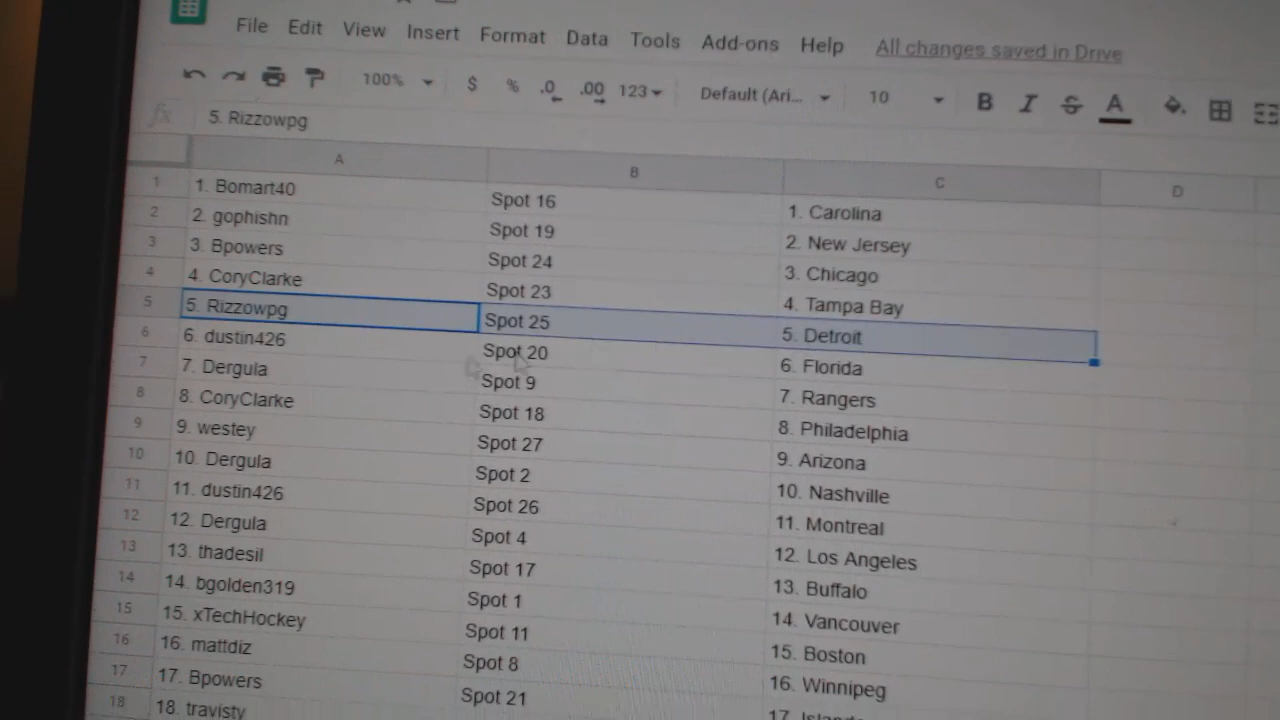 File Edit View Insert Format Data Tools Add-ons Help All changes saved in Drive
100% $ % .0 .00 123 Default (Ari... 10 B I S A
fx 5. Rizzowpg
A B C D
1 1. Bomart40 Spot 16 1. Carolina
2 2. gophishn Spot 19 2. New Jersey
3 3. Bpowers Spot 24 3. Chicago
4 4. CoryClarke Spot 23 4. Tampa Bay
5 5. Rizzowpg Spot 25 5. Detroit
6 6. dustin426 Spot 20 6. Florida
7 7. Dergula Spot 9 7. Rangers
8 8. CoryClarke Spot 18 8. Philadelphia
9 9. westey Spot 27 9. Arizona
10 10. Dergula Spot 2 10. Nashville
11 11. dustin426 Spot 26 11. Montreal
12 12. Dergula Spot 4 12. Los Angeles
13 13. thadesil Spot 17 13. Buffalo
14 14. bgolden319 Spot 1 14. Vancouver
15 15. xTechHockey Spot 11 15. Boston
16 16. mattdiz Spot 8 16. Winnipeg
17 17. Bpowers Spot 21 17.
18 18. travisty